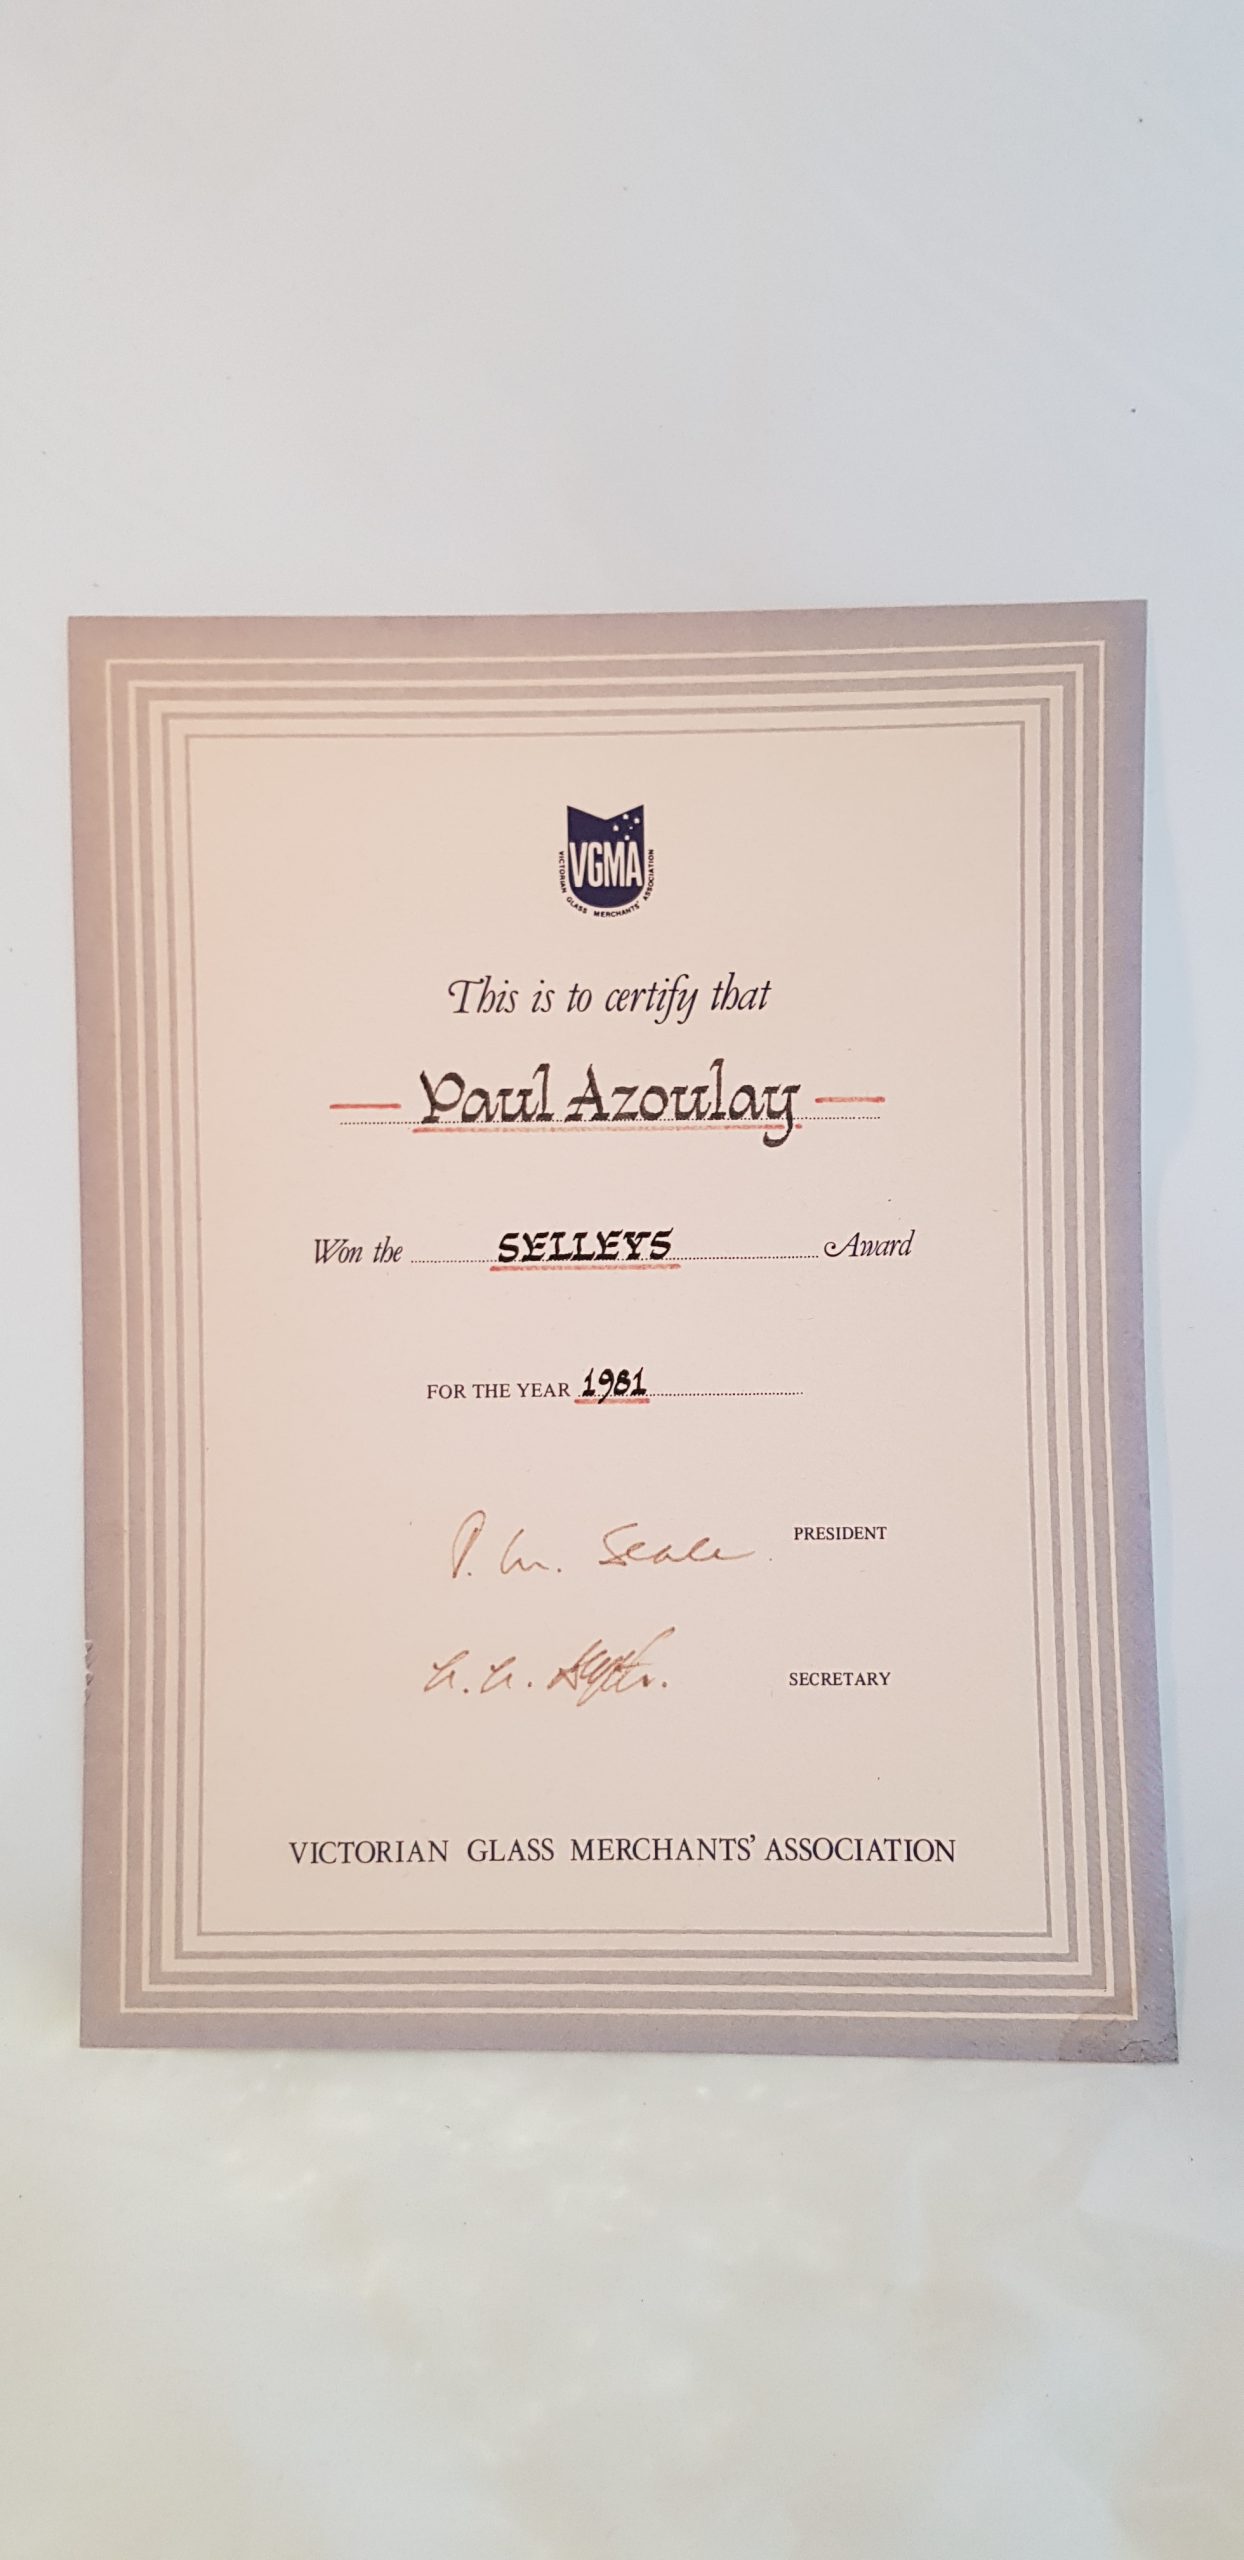 VGMA
VICTORIAN GLASS MERCHANTS' ASSOCIATION
This is to certify that
Paul Azoulay
Won the SELLEYS Award
FOR THE YEAR 1981
PRESIDENT
SECRETARY
VICTORIAN GLASS MERCHANTS' ASSOCIATION